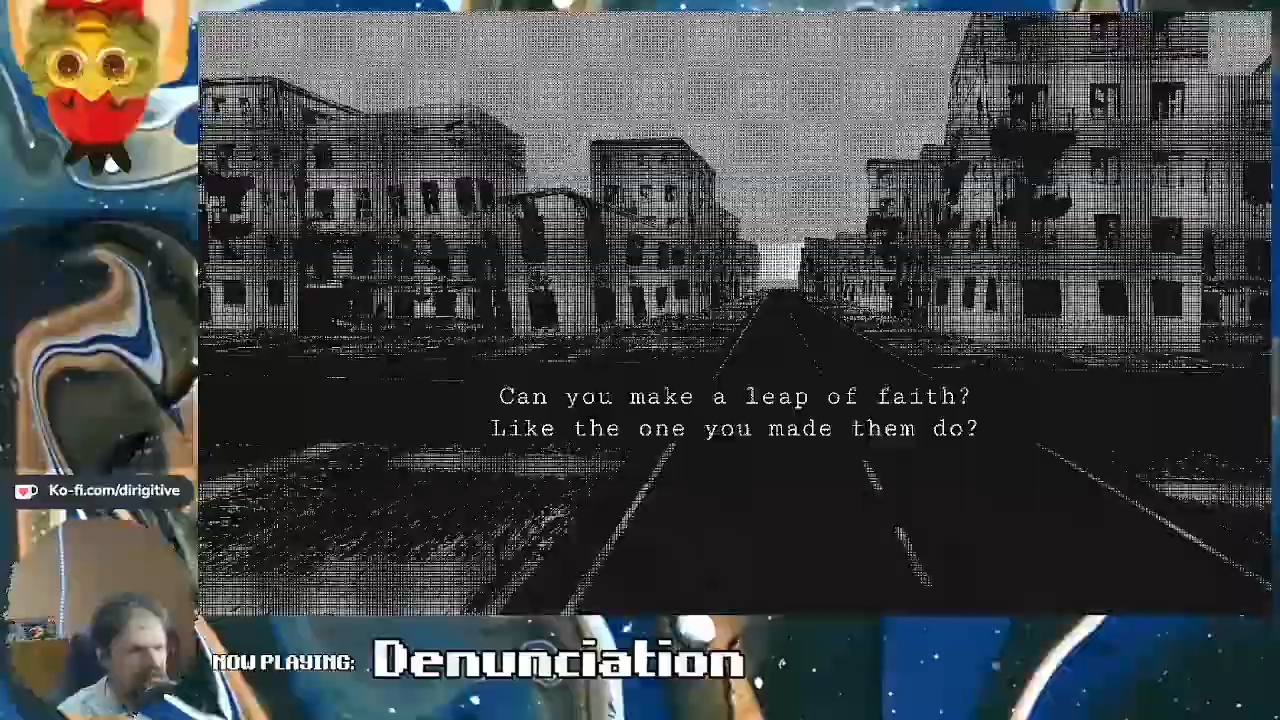 Can you make a leap of faith?
Like the one you made them do?
Ko-fi.com/dirigitive
NOW PLAYING: Denunciation